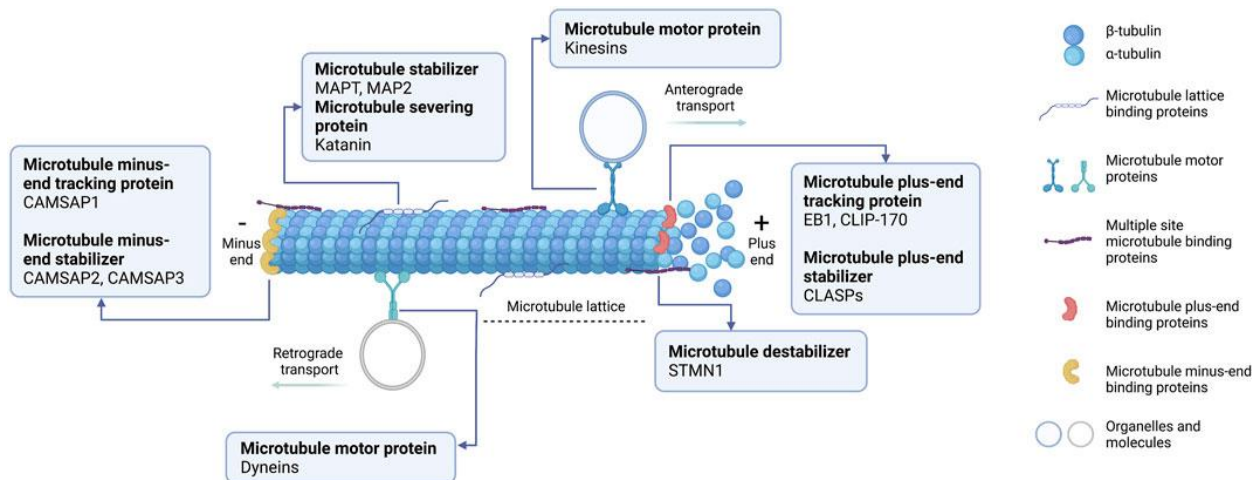 Microtubule motor protein
Kinesins
Microtubule stabilizer
MAPT, MAP2
Microtubule severing
protein
Katanin
Anterograde
transport
Microtubule minus-
end tracking protein
CAMSAP1
Microtubule minus-
end stabilizer
CAMSAP2, CAMSAP3
-
Minus
end
+
Plus
end
Microtubule plus-end
tracking protein
EB1, CLIP-170
Microtubule plus-end
stabilizer
CLASPs
Microtubule lattice
Retrograde
transport
Microtubule destabilizer
STMN1
Microtubule motor protein
Dyneins
β-tubulin
α-tubulin
Microtubule lattice
binding proteins
Microtubule motor
proteins
Multiple site
microtubule binding
proteins
Microtubule plus-end
binding proteins
Microtubule minus-end
binding proteins
Organelles and
molecules